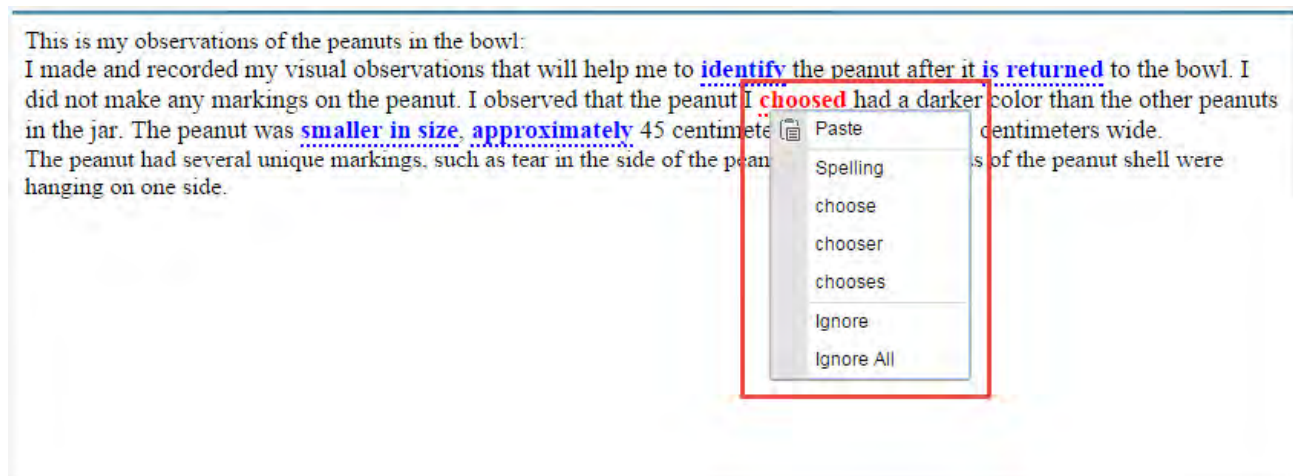 This is my observations of the peanuts in the bowl:
I made and recorded my visual observations that will help me to identify the peanut after it is returned to the bowl. I
did not make any markings on the peanut. I observed that the peanut I choosed had a darker color than the other peanuts
in the jar. The peanut was smaller in size, approximately 45 centimete centimeters wide.
The peanut had several unique markings, such as tear in the side of the pean of the peanut shell were
hanging on one side.
Paste
Spelling
choose
chooser
chooses
Ignore
Ignore All